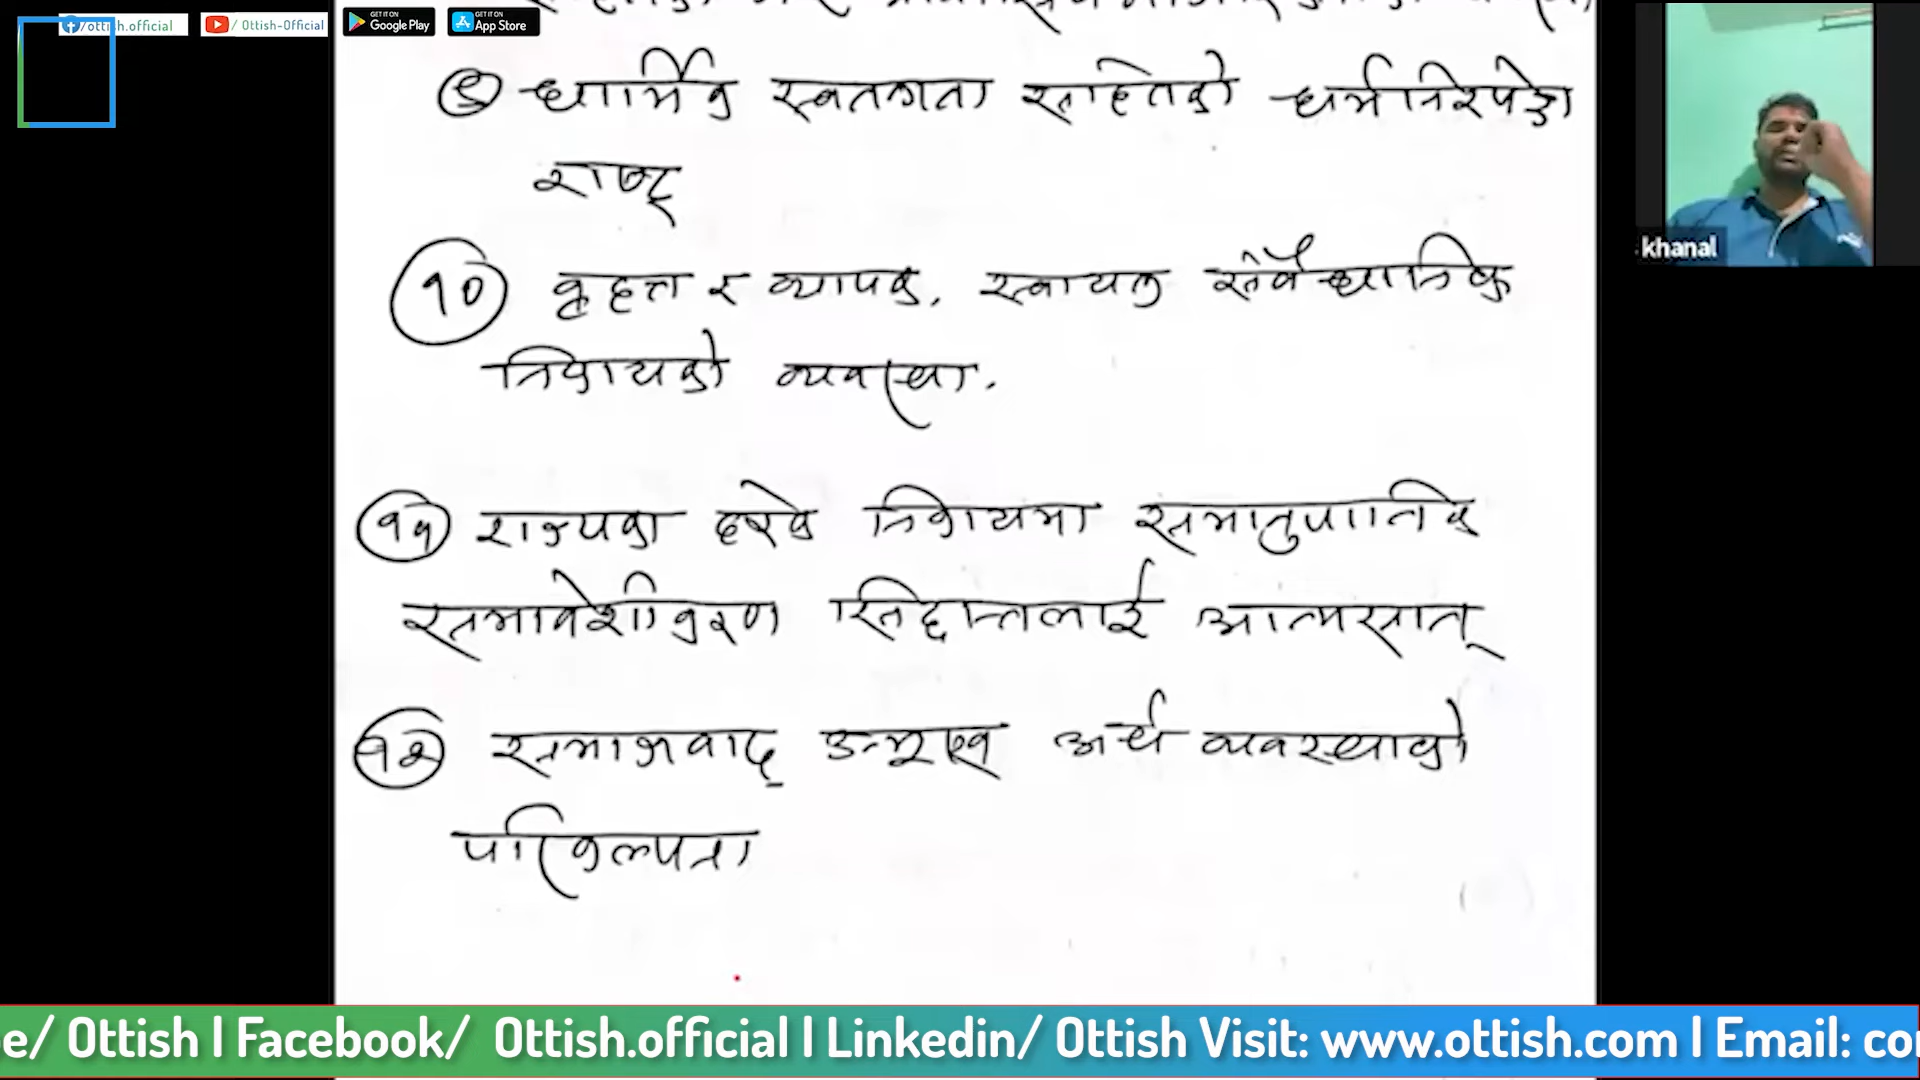 /ottish.official
/ Ottish-Official
GET IT ON
Google Play
GET IT ON
App Store
९ धार्मिक स्वतन्त्रता सहितको धर्मनिरपेक्ष
राष्ट्र
१० बृहत्त र व्यापक, स्वायत्त संवैधानिक
निकायको व्यवस्था.
११ राज्यका हरेक निकायमा समानुपातिक
समावेशीकरण सिद्धान्तलाई आत्मसात्
१२ समाजवाद उन्मूख अर्थ व्यवस्थाको
परिकल्पना
khanal
e/ Ottish | Facebook/ Ottish.official | Linkedin/ Ottish Visit: www.ottish.com | Email: co